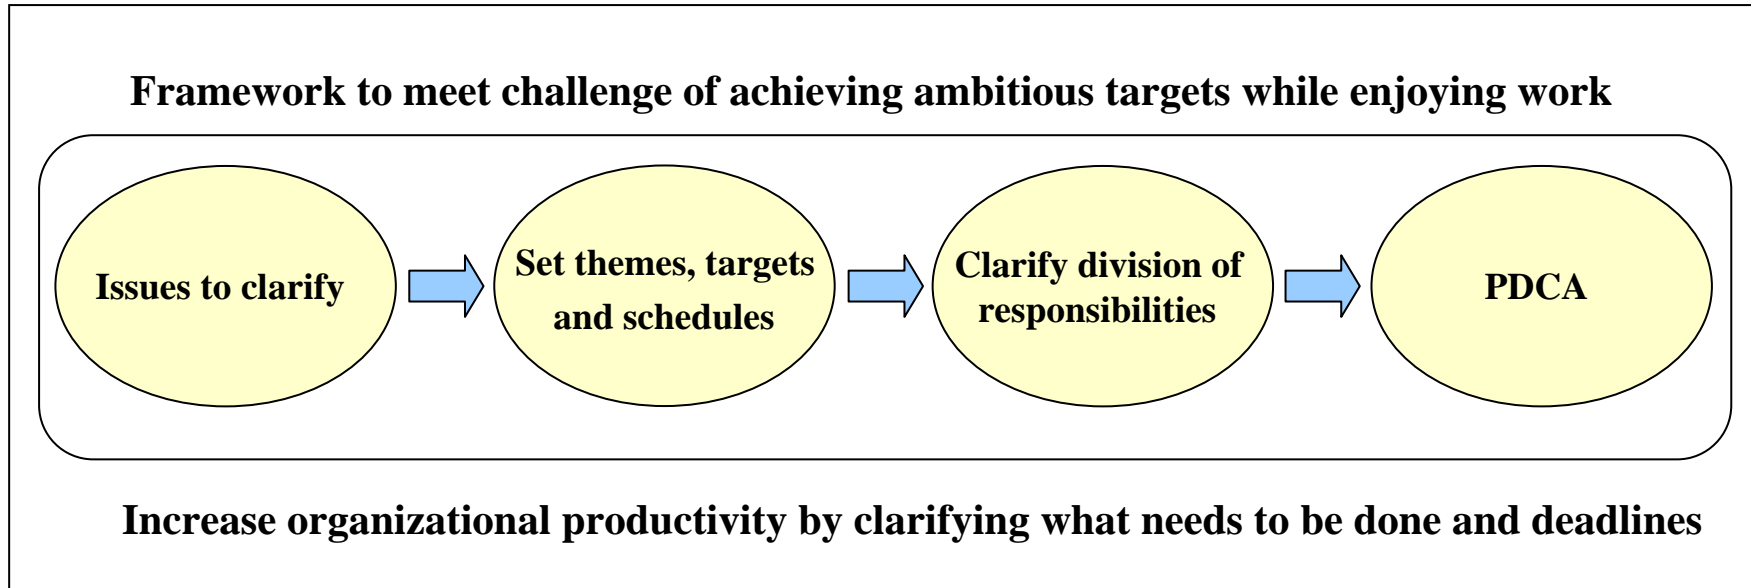 Framework to meet challenge of achieving ambitious targets while enjoying work
Issues to clarify
Set themes, targets
and schedules
Clarify division of
responsibilities
PDCA
Increase organizational productivity by clarifying what needs to be done and deadlines